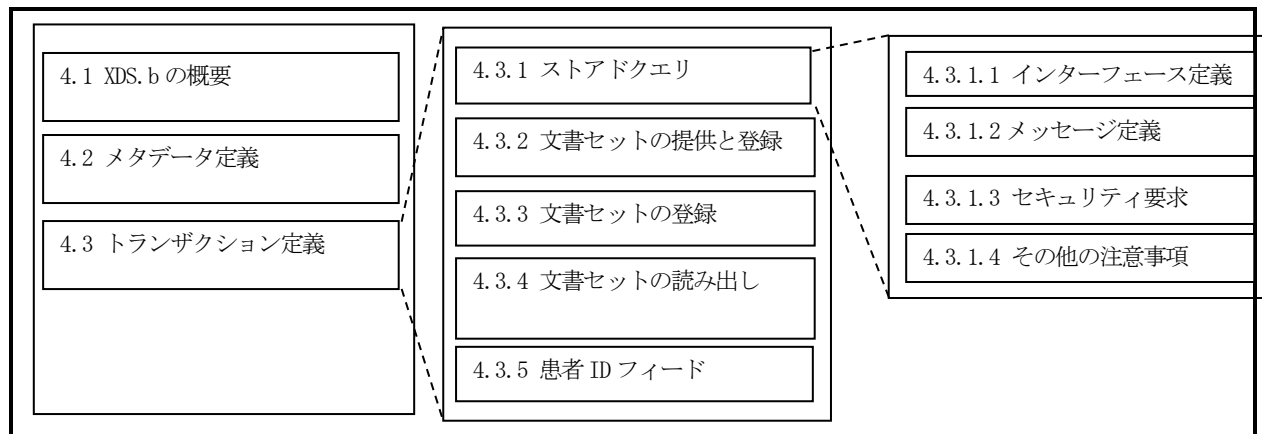 4.1 XDS.bの概要
4.2 メタデータ定義
4.3 トランザクション定義
4.3.1 ストアドクエリ
4.3.2 文書セットの提供と登録
4.3.3 文書セットの登録
4.3.4 文書セットの読み出し
4.3.5 患者IDフィード
4.3.1.1 インターフェース定義
4.3.1.2メッセージ定義
4.3.1.3 セキュリティ要求
4.3.1.4 その他の注意事項